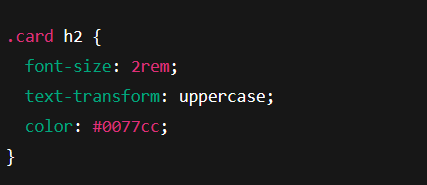 .card h2 {
  font-size: 2rem;
  text-transform: uppercase;
  color: #0077cc;
}